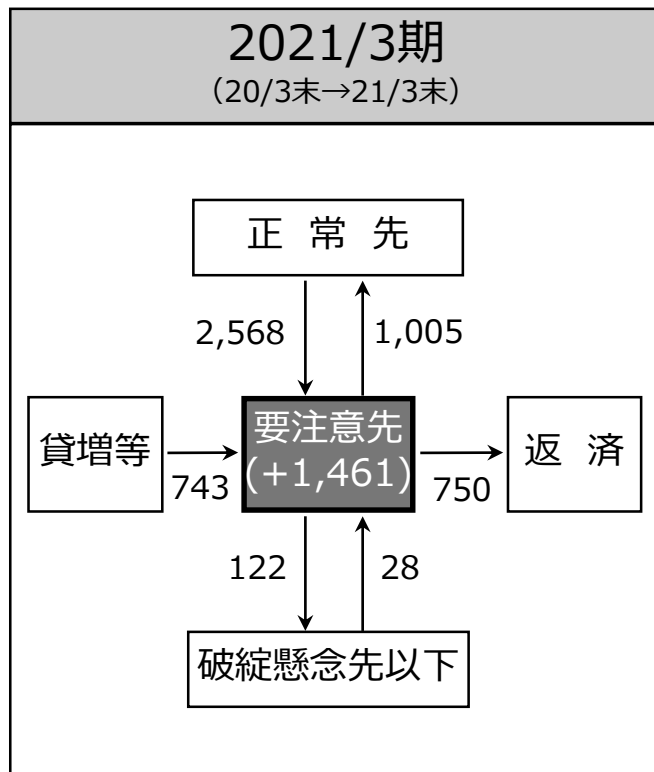 2021/3期
（20/3末→21/3末）
正 常 先
2,568
1,005
貸増等
743
要注意先
(+1,461)
750
返 済
122
28
破綻懸念先以下